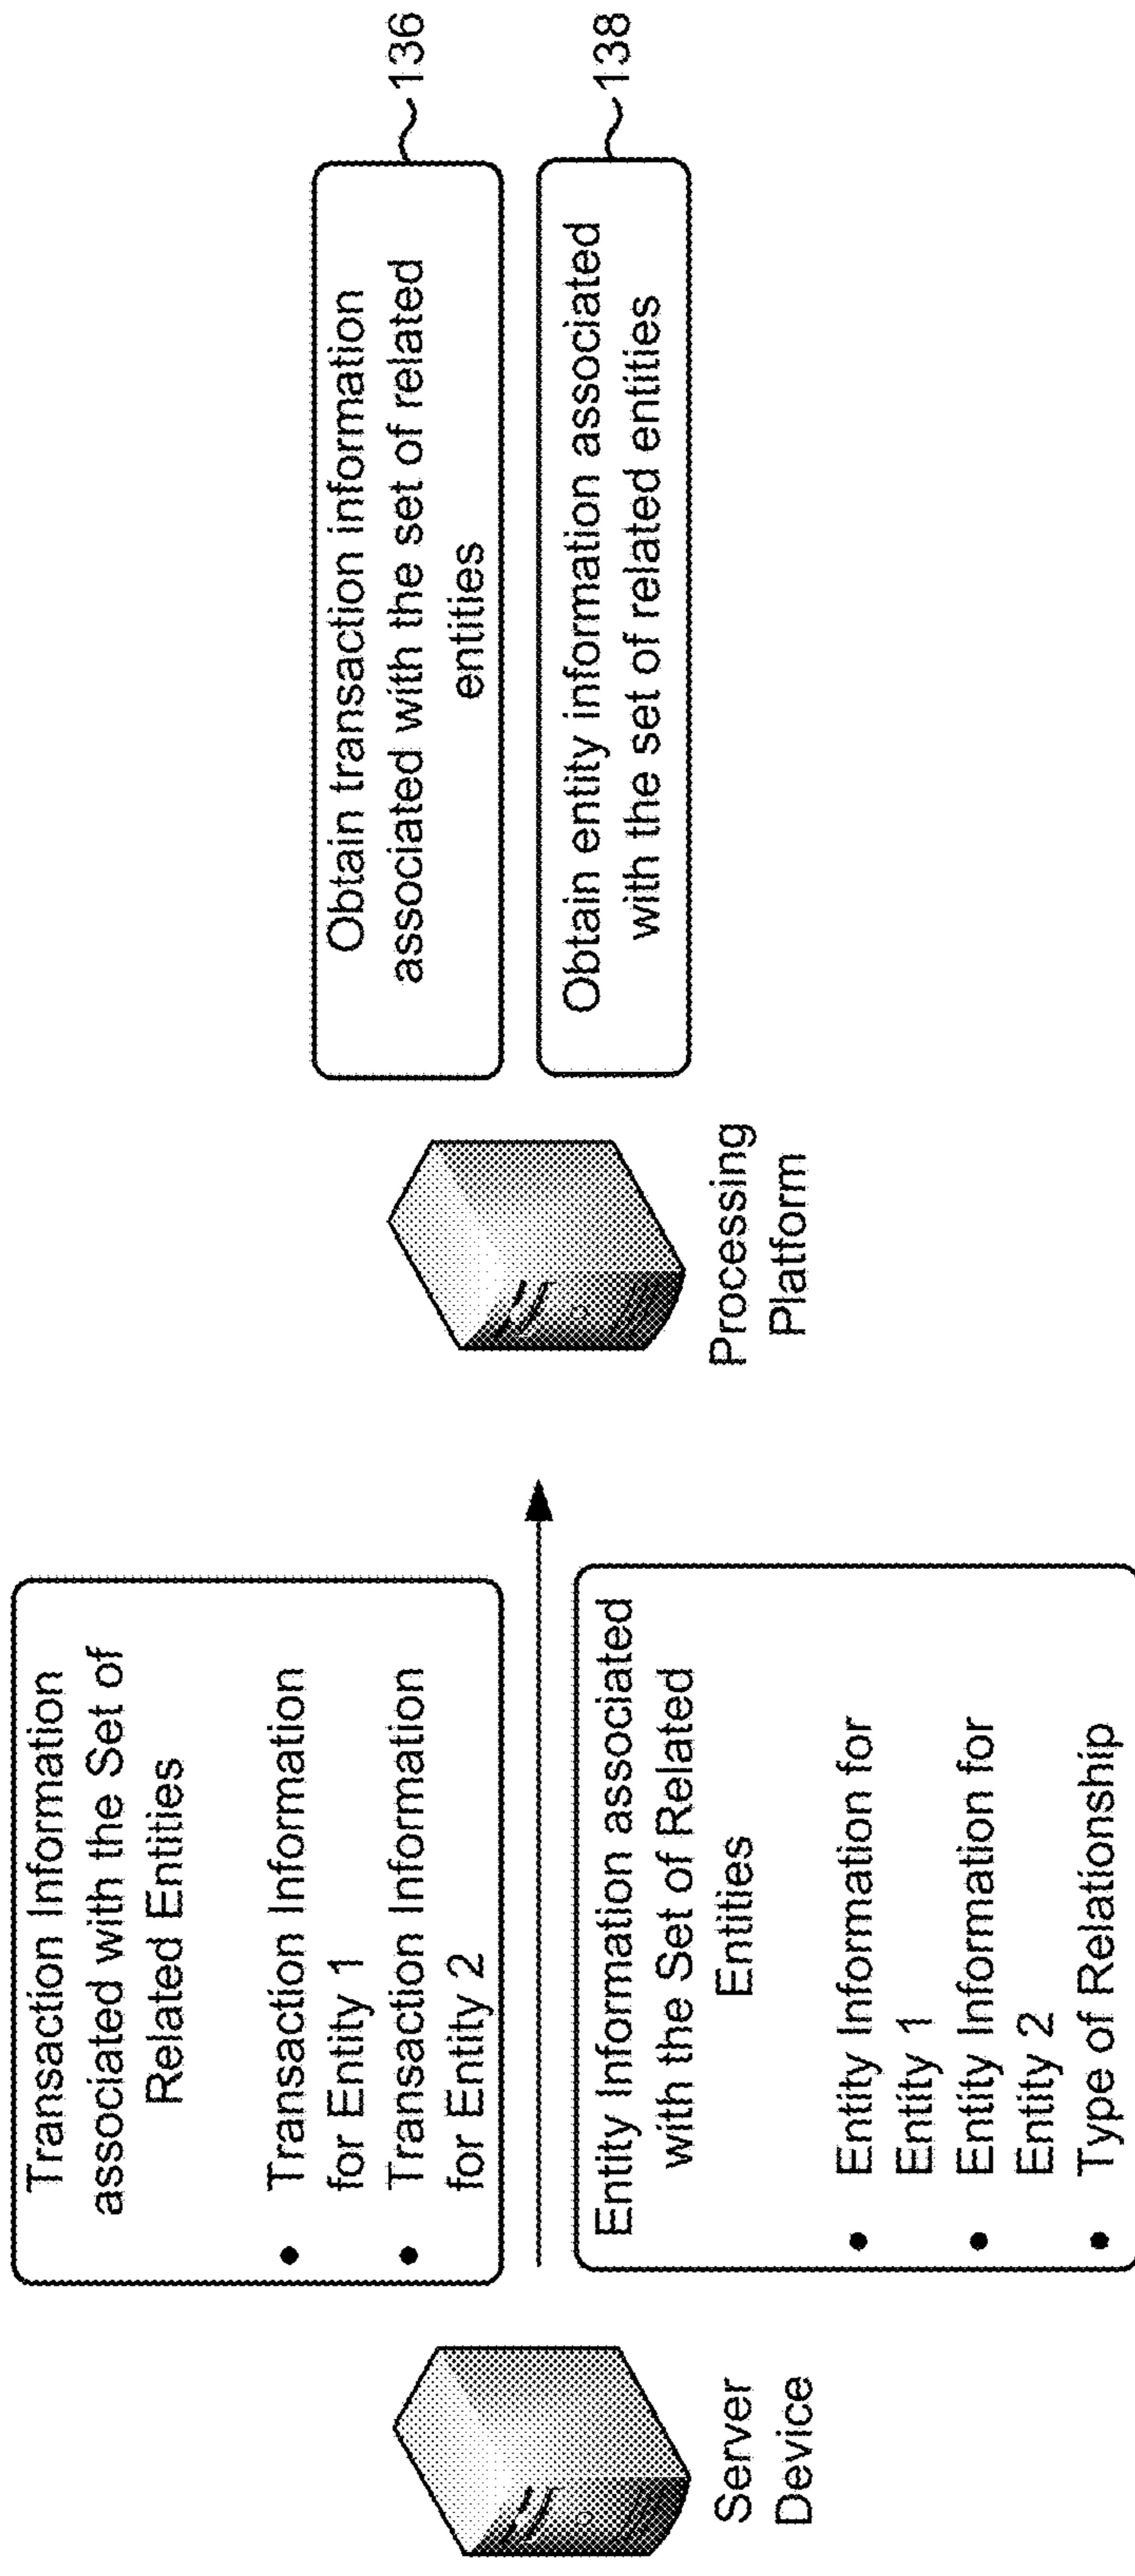 Transaction Information
associated with the Set of
Related Entities
• Transaction Information
for Entity 1
• Transaction Information
for Entity 2
Entity Information associated
with the Set of Related
Entities
• Entity Information for
Entity 1
• Entity Information for
Entity 2
• Type of Relationship
Server
Device
Processing
Platform
Obtain transaction information
associated with the set of related
entities
136
Obtain entity information associated
with the set of related entities
138